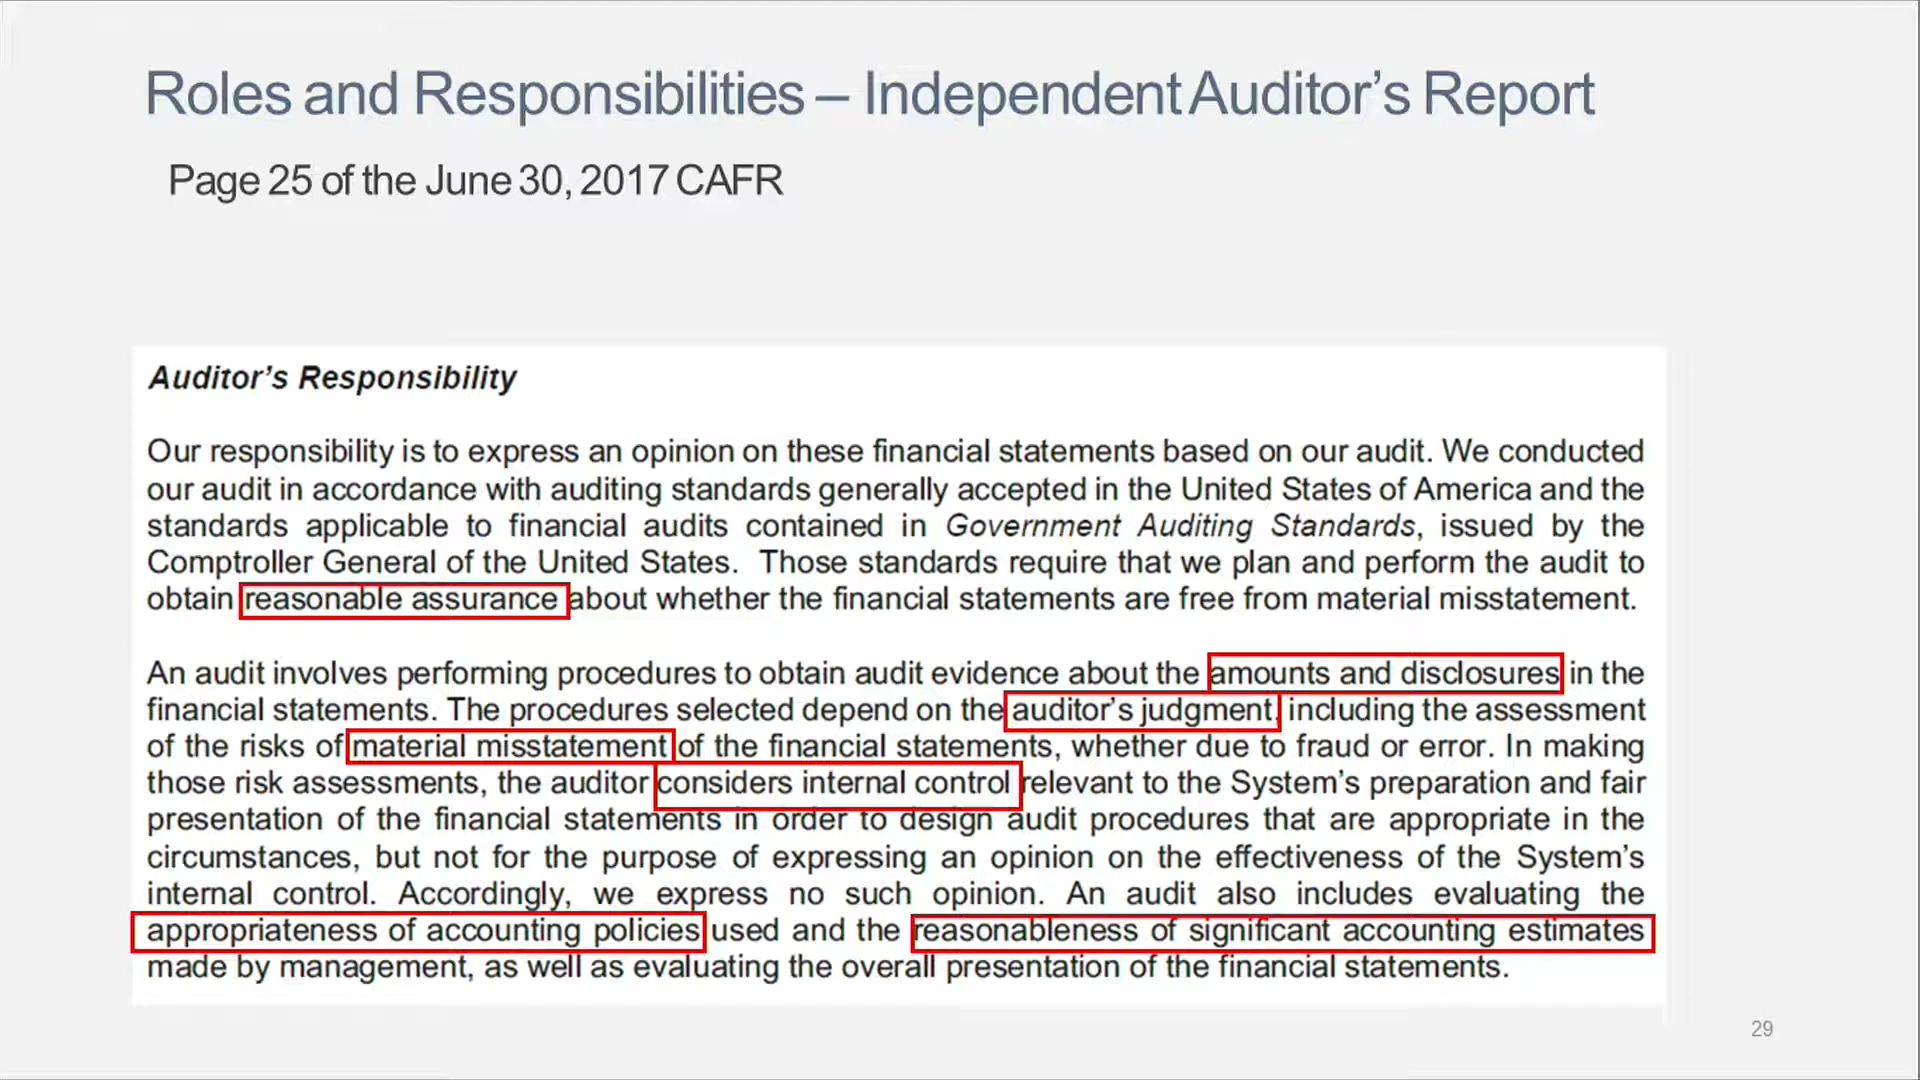 Roles and Responsibilities – Independent Auditor's Report
Page 25 of the June 30, 2017 CAFR
Auditor's Responsibility
Our responsibility is to express an opinion on these financial statements based on our audit. We conducted
our audit in accordance with auditing standards generally accepted in the United States of America and the
standards applicable to financial audits contained in Government Auditing Standards, issued by the
Comptroller General of the United States. Those standards require that we plan and perform the audit to
obtain reasonable assurance about whether the financial statements are free from material misstatement.
An audit involves performing procedures to obtain audit evidence about the amounts and disclosures in the
financial statements. The procedures selected depend on the auditor's judgment, including the assessment
of the risks of material misstatement of the financial statements, whether due to fraud or error. In making
those risk assessments, the auditor considers internal control relevant to the System's preparation and fair
presentation of the financial statements in order to design audit procedures that are appropriate in the
circumstances, but not for the purpose of expressing an opinion on the effectiveness of the System's
internal control. Accordingly, we express no such opinion. An audit also includes evaluating the
appropriateness of accounting policies used and the reasonableness of significant accounting estimates
made by management, as well as evaluating the overall presentation of the financial statements.
29